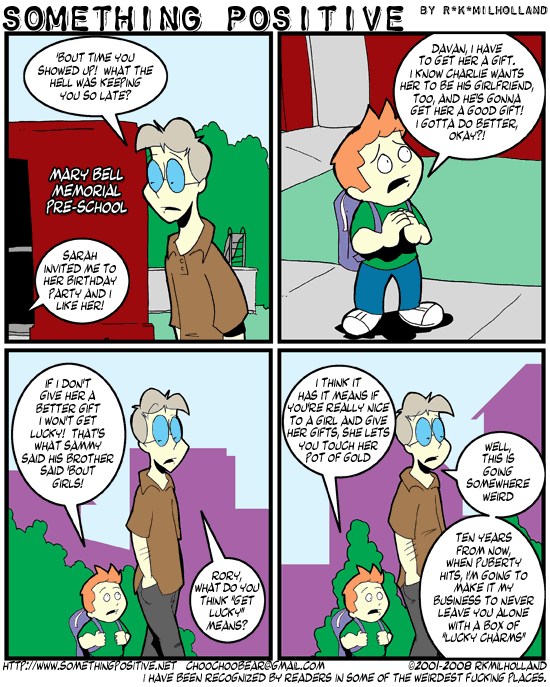 SOMETHING POSITIVE BY R*K*MILHOLLAND
'BOUT TIME YOU
SHOWED UP! WHAT THE
HELL WAS KEEPING
YOU SO LATE?
MARY BELL
MEMORIAL
PRE-SCHOOL
SARAH
INVITED ME TO
HER BIRTHDAY
PARTY AND I
LIKE HER!
DAVAN, I HAVE
TO GET HER A GIFT.
I KNOW CHARLIE WANTS
HER TO BE HIS GIRLFRIEND,
TOO, AND HE'S GONNA
GET HER A GOOD GIFT!
I GOTTA DO BETTER,
OKAY?!
IF I DON'T
GIVE HER A
BETTER GIFT
I WON'T GET
LUCKY! THAT'S
WHAT SAMMY
SAID HIS BROTHER
SAID 'BOUT
GIRLS!
RORY,
WHAT DO YOU
THINK "GET
LUCKY"
MEANS?
I THINK IT
HAS IT MEANS IF
YOU'RE REALLY NICE
TO A GIRL AND GIVE
HER GIFTS, SHE LETS
YOU TOUCH HER
POT OF GOLD
WELL,
THIS IS
GOING
SOMEWHERE
WEIRD
TEN YEARS
FROM NOW,
WHEN PUBERTY
HITS, I'M GOING TO
MAKE IT MY
BUSINESS TO NEVER
LEAVE YOU ALONE
WITH A BOX OF
"LUCKY CHARMS"
HTTP://WWW.SOMETHINGPOSITIVE.NET CHOOCHOOBEAR@GMAIL.COM ©2001-2008 RK MILHOLLAND
I HAVE BEEN RECOGNIZED BY READERS IN SOME OF THE WEIRDEST FUCKING PLACES.